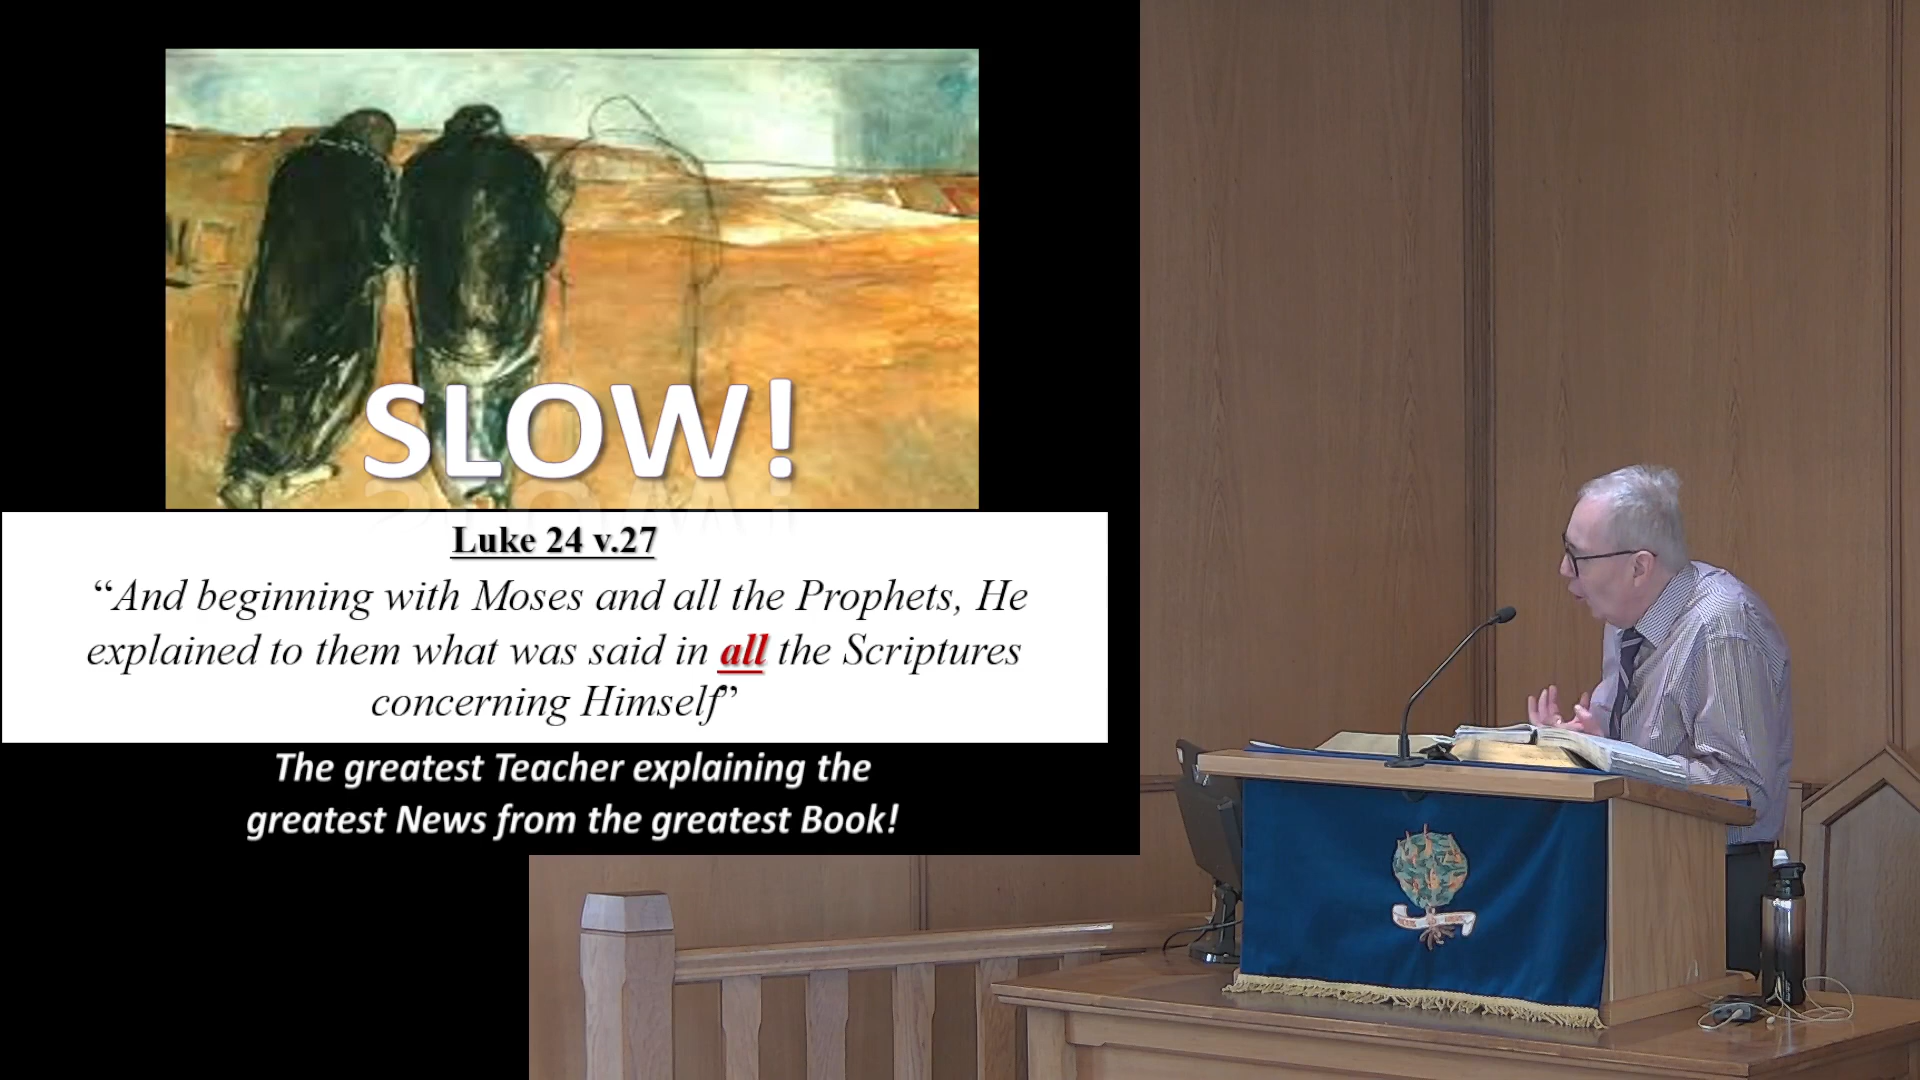 SLOW!
Luke 24 v.27
“And beginning with Moses and all the Prophets, He
explained to them what was said in all the Scriptures
concerning Himself”
The greatest Teacher explaining the
greatest News from the greatest Book!